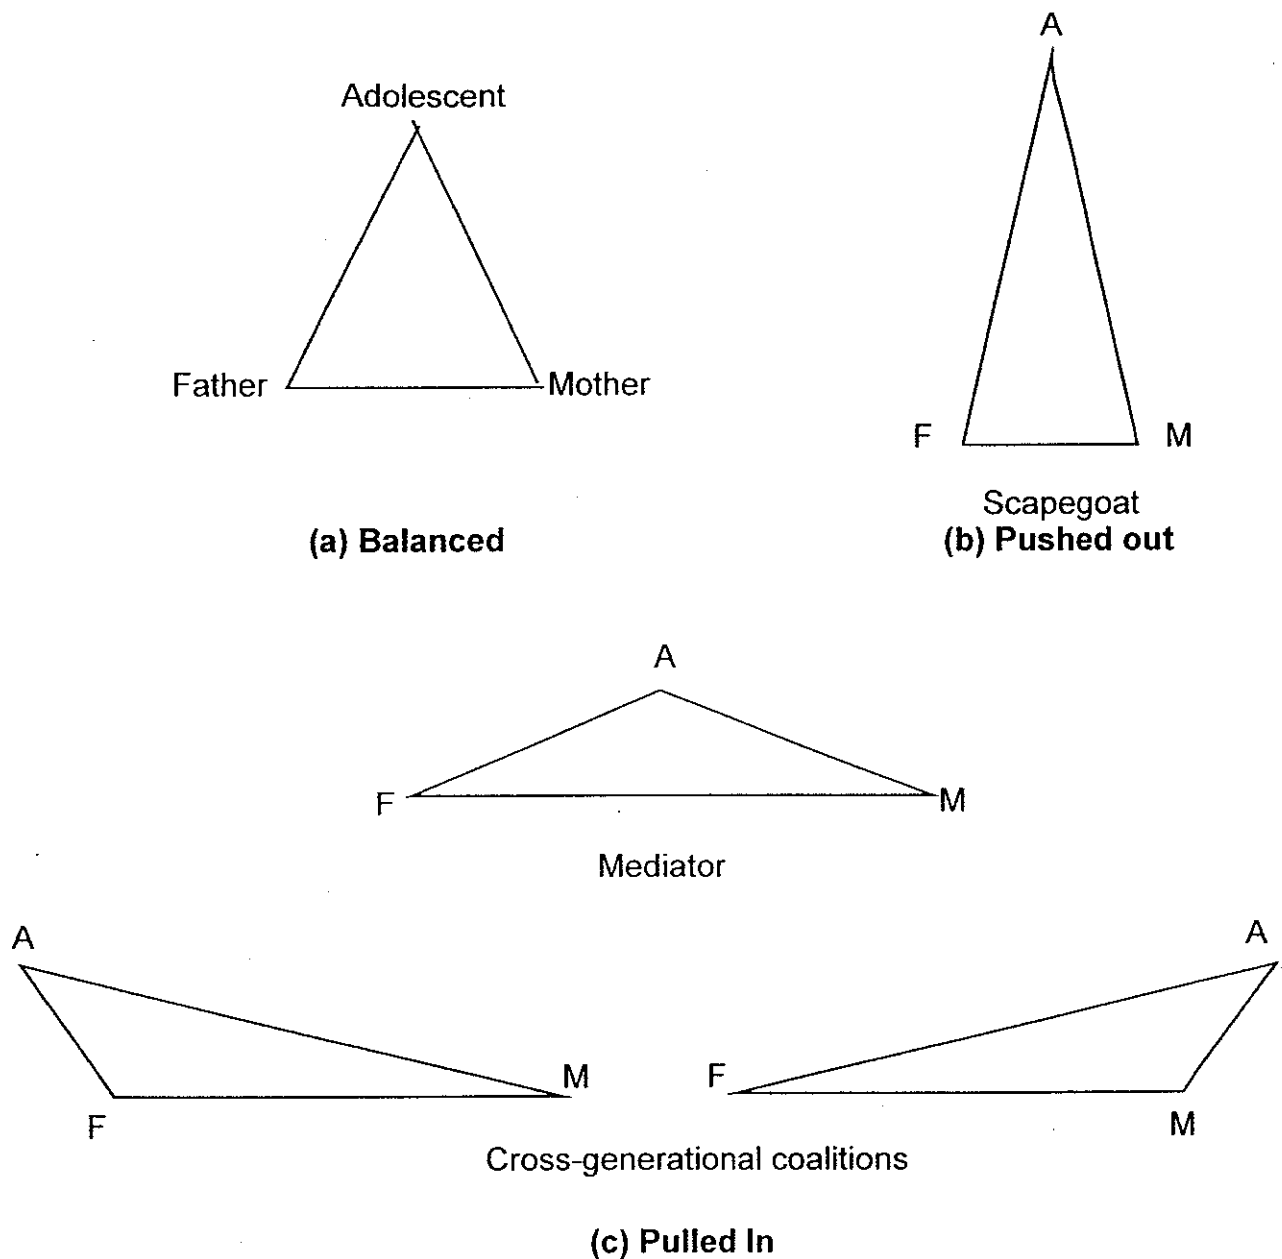 A
Adolescent
Father
Mother
(a) Balanced
F
M
Scapegoat
(b) Pushed out
A
F
M
Mediator
A
F
M
A
F
M
Cross-generational coalitions
(c) Pulled In